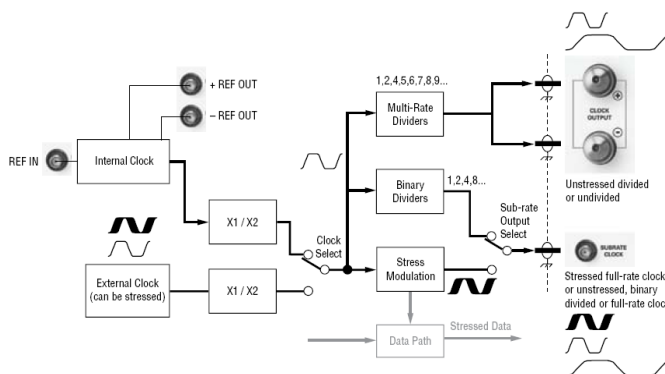 + REF OUT
– REF OUT
REF IN
Internal Clock
X1 / X2
External Clock
(can be stressed)
X1 / X2
Clock
Select
1,2,4,5,6,7,8,9...
Multi-Rate
Dividers
Binary
Dividers
1,2,4,8...
Sub-rate
Output
Select
Stress
Modulation
Data Path
Stressed Data
+
CLOCK
OUTPUT
–
Unstressed divided
or undivided
SUBRATE
CLOCK
Stressed full-rate clock
or unstressed, binary
divided or full-rate cloc